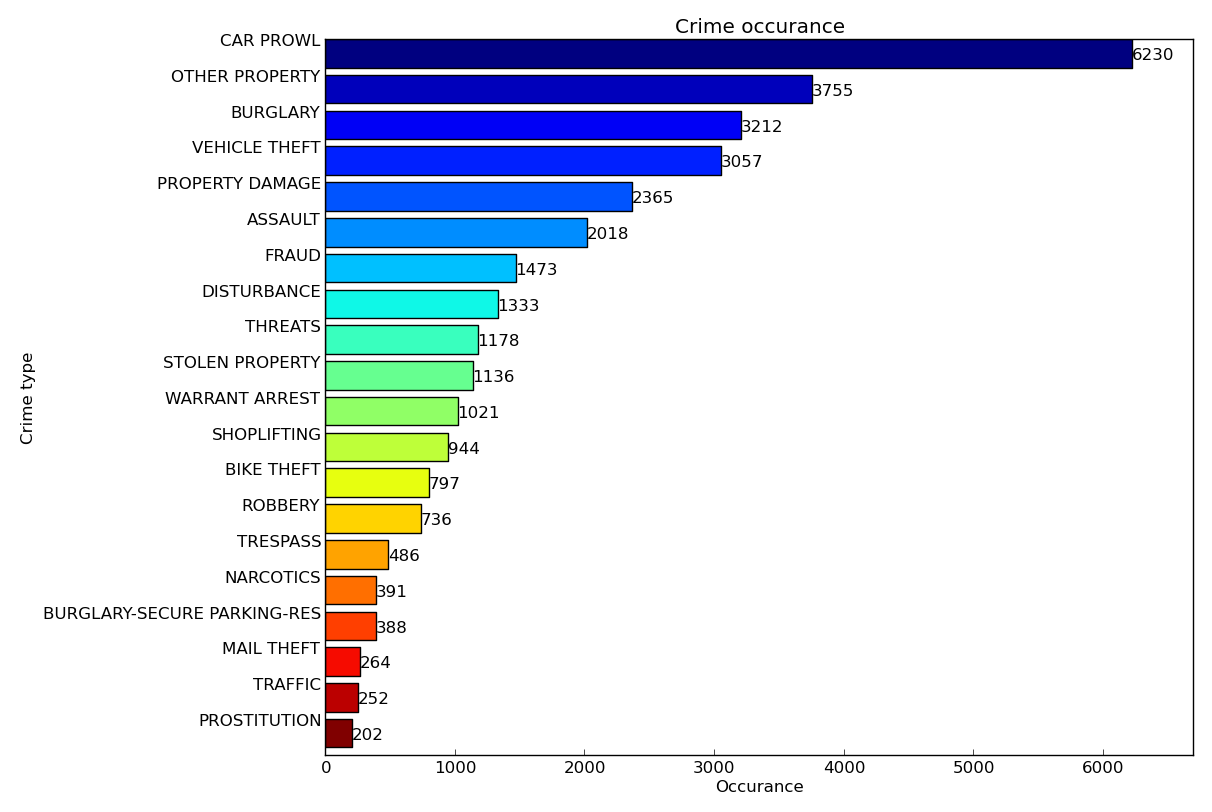 Crime occurance
CAR PROWL 6230
OTHER PROPERTY 3755
BURGLARY 3212
VEHICLE THEFT 3057
PROPERTY DAMAGE 2365
ASSAULT 2018
FRAUD 1473
DISTURBANCE 1333
THREATS 1178
STOLEN PROPERTY 1136
WARRANT ARREST 1021
SHOPLIFTING 944
BIKE THEFT 797
ROBBERY 736
TRESPASS 486
NARCOTICS 391
BURGLARY-SECURE PARKING-RES 388
MAIL THEFT 264
TRAFFIC 252
PROSTITUTION 202
Crime type
0 1000 2000 3000 4000 5000 6000
Occurance